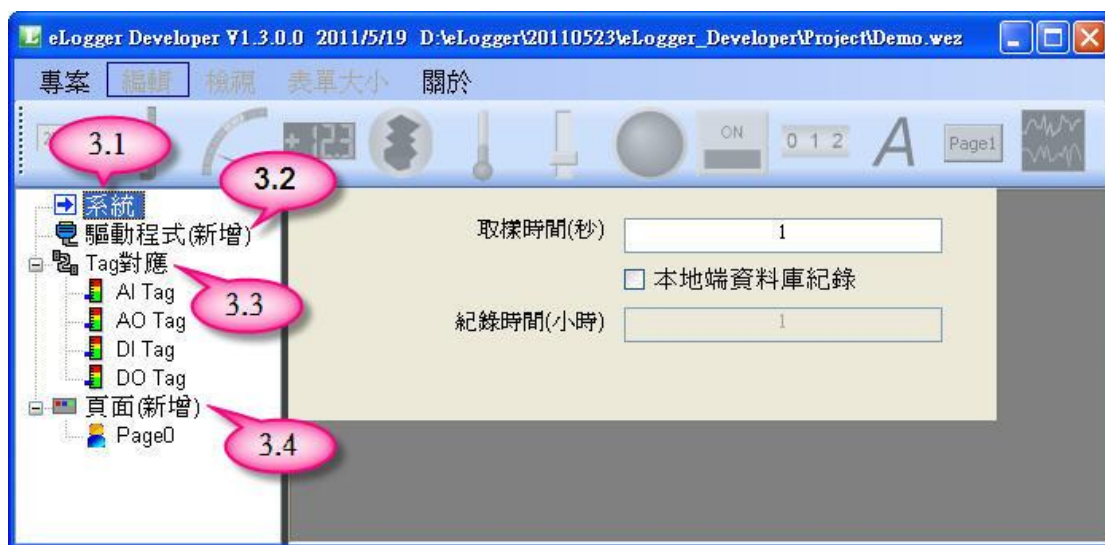 eLogger Developer V1.3.0.0 2011/5/19 D:\eLogger\20110523\eLogger_Developer\Project\Demo.wez
專案 編輯 檢視 表單大小 關於
+12.3 ON 0 1 2 A Page1
3.1
3.2
系統
驅動程式(新增)
Tag對應
AI Tag
3.3
AO Tag
DI Tag
DO Tag
頁面(新增)
Page0
3.4
取樣時間(秒) 1
本地端資料庫紀錄
紀錄時間(小時) 1